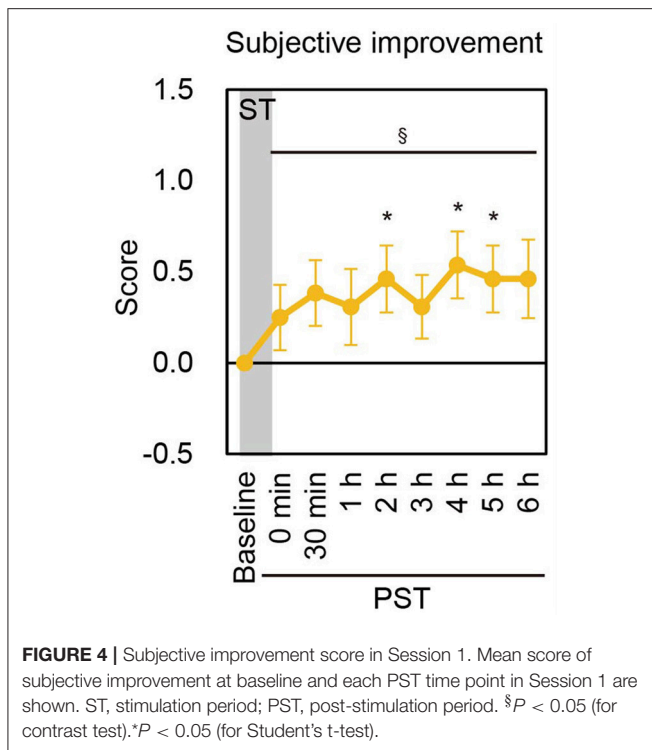 Subjective improvement
1.5
ST
§
1.0
* * *
0.5
Score
0.0
-0.5
Baseline
0 min
30 min
1 h
2 h
3 h
4 h
5 h
6 h
PST
FIGURE 4 | Subjective improvement score in Session 1. Mean score of
subjective improvement at baseline and each PST time point in Session 1 are
shown. ST, stimulation period; PST, post-stimulation period. §P < 0.05 (for
contrast test).*P < 0.05 (for Student’s t-test).